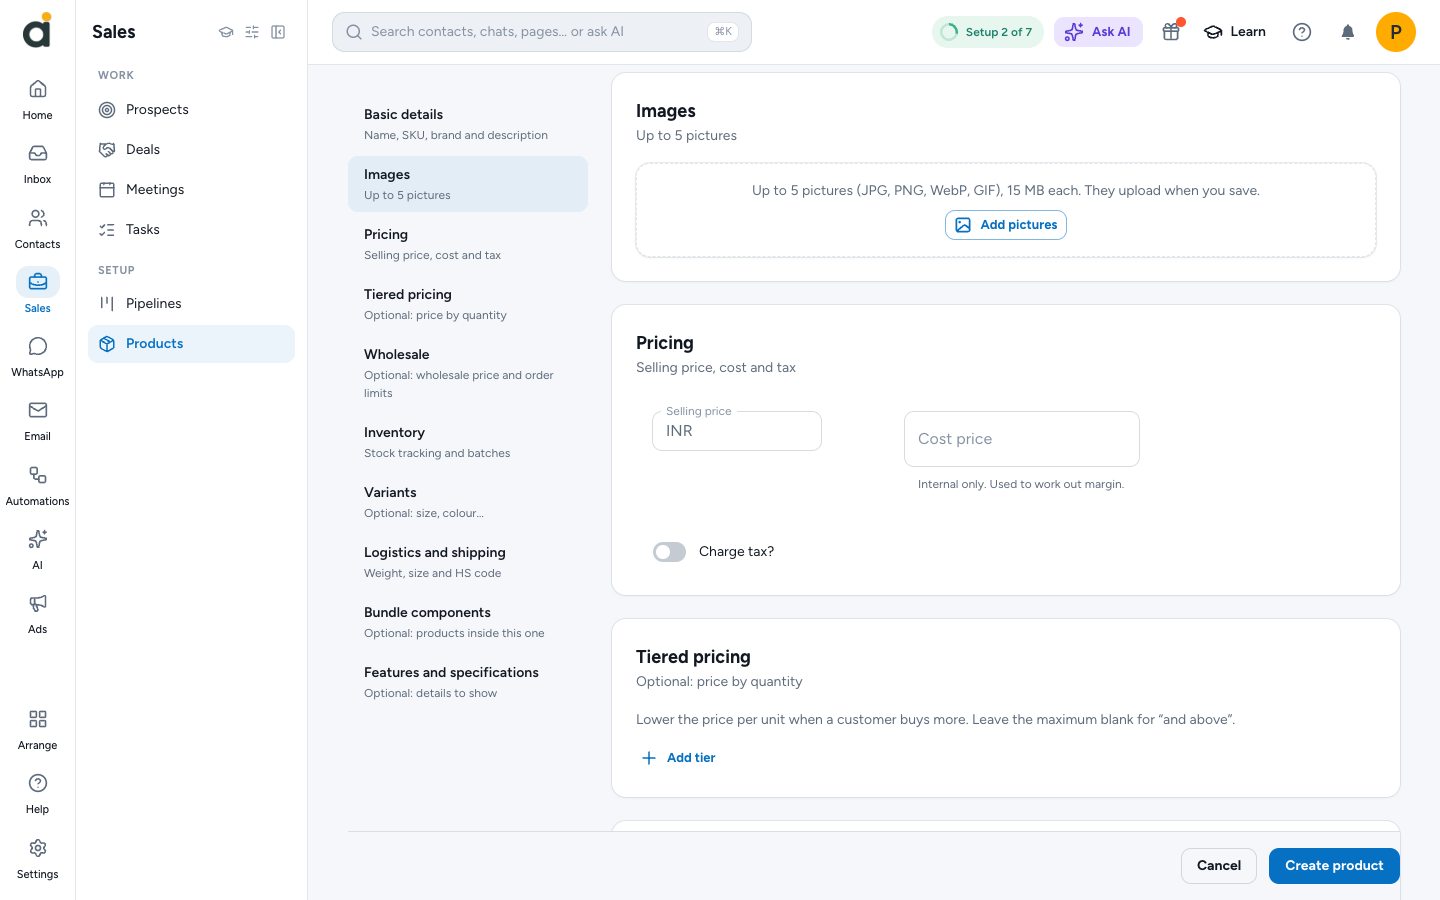 Sales
Search contacts, chats, pages... or ask AI
⌘K
Setup 2 of 7
Ask AI
Learn
P
Home
Inbox
Contacts
Sales
WhatsApp
Email
Automations
AI
Ads
Arrange
Help
Settings
WORK
Prospects
Deals
Meetings
Tasks
SETUP
Pipelines
Products
Basic details
Name, SKU, brand and description
Images
Up to 5 pictures
Pricing
Selling price, cost and tax
Tiered pricing
Optional: price by quantity
Wholesale
Optional: wholesale price and order
limits
Inventory
Stock tracking and batches
Variants
Optional: size, colour...
Logistics and shipping
Weight, size and HS code
Bundle components
Optional: products inside this one
Features and specifications
Optional: details to show
Images
Up to 5 pictures
Up to 5 pictures (JPG, PNG, WebP, GIF), 15 MB each. They upload when you save.
Add pictures
Pricing
Selling price, cost and tax
Selling price
INR
Cost price
Internal only. Used to work out margin.
Charge tax?
Tiered pricing
Optional: price by quantity
Lower the price per unit when a customer buys more. Leave the maximum blank for “and above”.
Add tier
Cancel
Create product